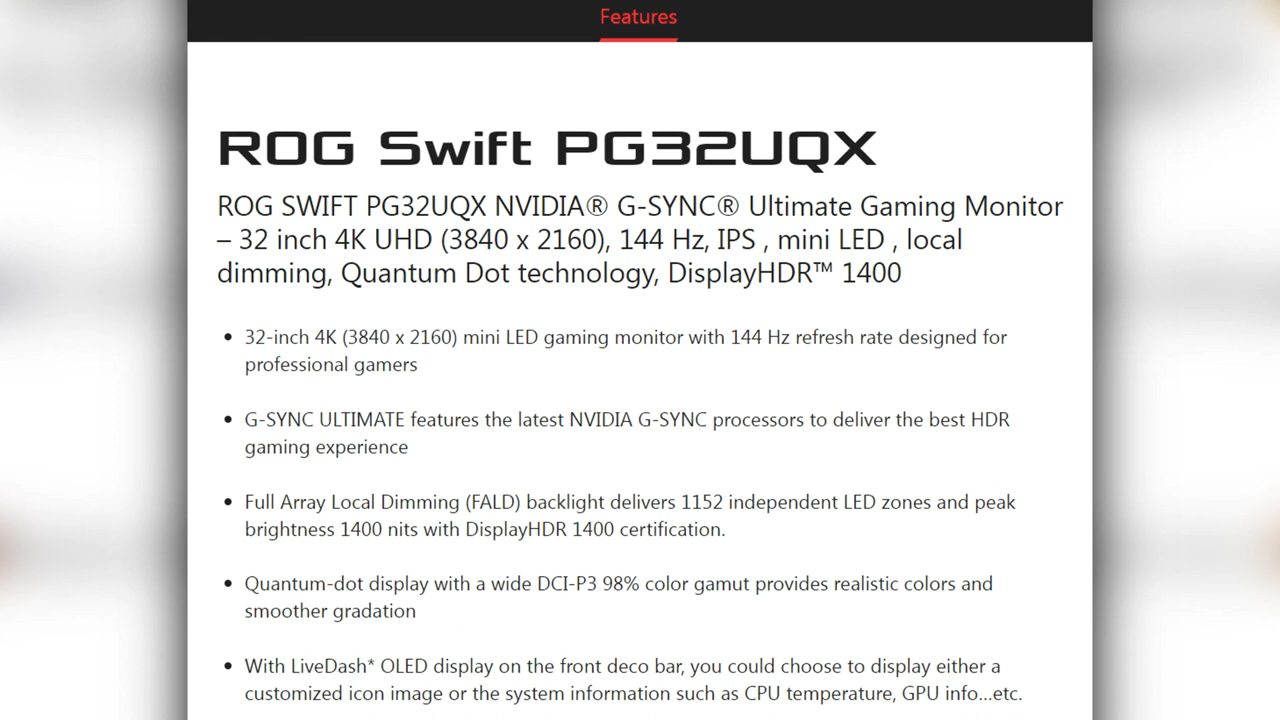 Features
ROG Swift PG32UQX
ROG SWIFT PG32UQX NVIDIA® G-SYNC® Ultimate Gaming Monitor
– 32 inch 4K UHD (3840 x 2160), 144 Hz, IPS , mini LED , local
dimming, Quantum Dot technology, DisplayHDR™ 1400
• 32-inch 4K (3840 x 2160) mini LED gaming monitor with 144 Hz refresh rate designed for
professional gamers
• G-SYNC ULTIMATE features the latest NVIDIA G-SYNC processors to deliver the best HDR
gaming experience
• Full Array Local Dimming (FALD) backlight delivers 1152 independent LED zones and peak
brightness 1400 nits with DisplayHDR 1400 certification.
• Quantum-dot display with a wide DCI-P3 98% color gamut provides realistic colors and
smoother gradation
• With LiveDash* OLED display on the front deco bar, you could choose to display either a
customized icon image or the system information such as CPU temperature, GPU info...etc.